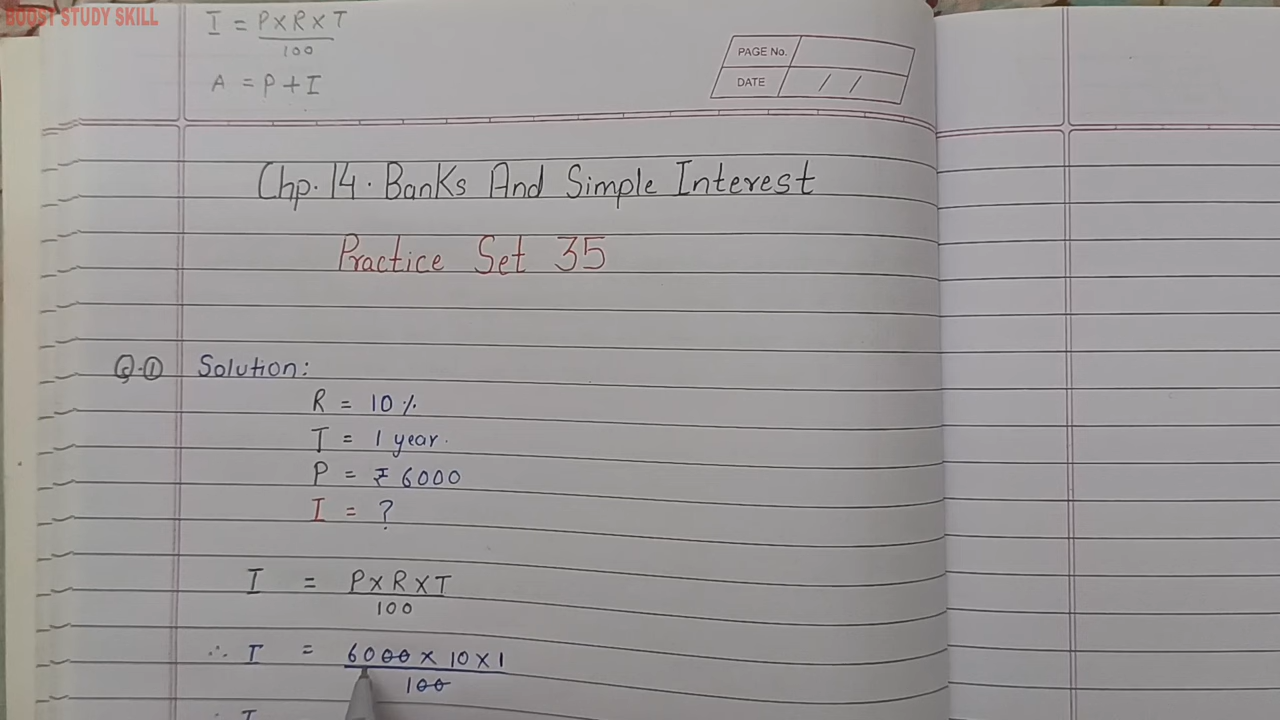 BOOST STUDY SKILL
I = P×R×T
100
A = P+I
PAGE No.
DATE / /
Chp. 14. Banks And Simple Interest
Practice Set 35
Q.① Solution:
R = 10 %
T = 1 year.
P = ₹ 6000
I = ?
I = P×R×T
100
∴ I = 6000 × 10 × 1
100
∴ I